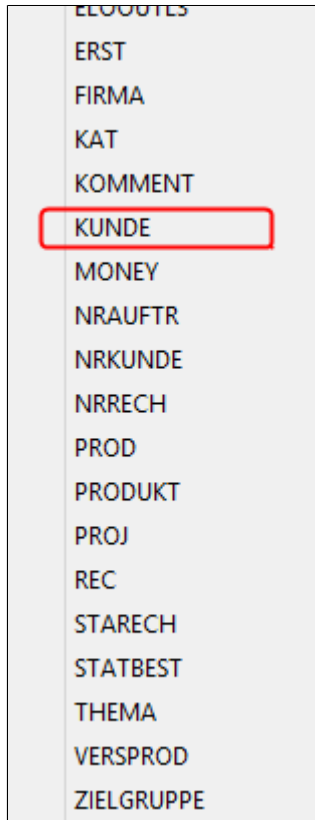 ERST
FIRMA
KAT
KOMMENT
KUNDE
MONEY
NRAUFTR
NRKUNDE
NRRECH
PROD
PRODUKT
PROJ
REC
STARECH
STATBEST
THEMA
VERSPROD
ZIELGRUPPE